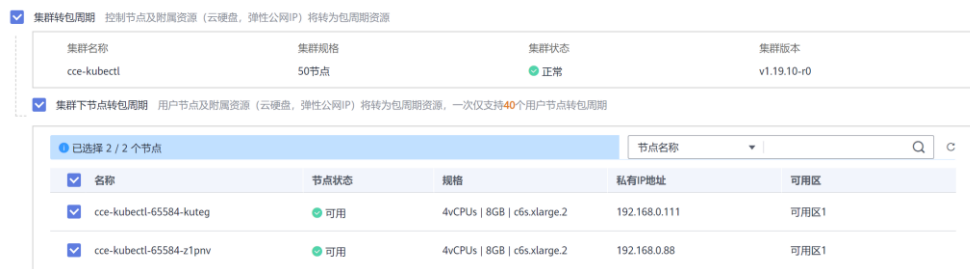 集群转包周期 控制节点及附属资源（云硬盘，弹性公网IP）将转为包周期资源
集群名称 集群规格 集群状态 集群版本
cce-kubectl 50节点 正常 v1.19.10-r0
集群下节点转包周期 用户节点及附属资源（云硬盘，弹性公网IP）将转为包周期资源，一次仅支持40个用户节点转包周期
已选择 2 / 2 个节点 节点名称
名称 节点状态 规格 私有IP地址 可用区
cce-kubectl-65584-kuteg 可用 4vCPUs | 8GB | c6s.xlarge.2 192.168.0.111 可用区1
cce-kubectl-65584-z1pnv 可用 4vCPUs | 8GB | c6s.xlarge.2 192.168.0.88 可用区1